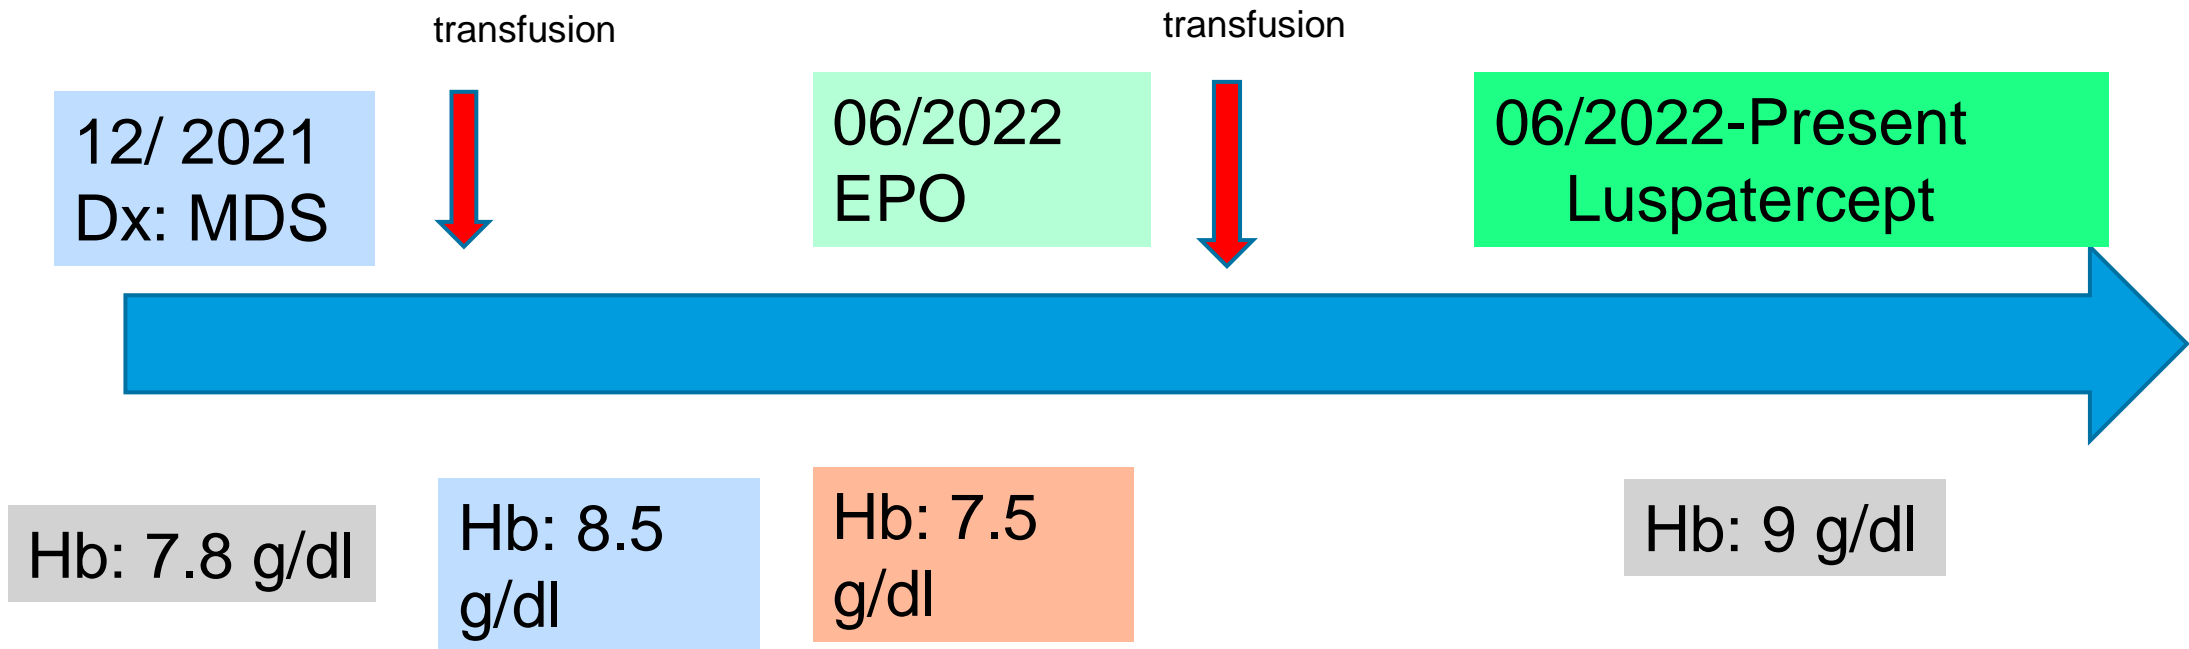 transfusion
transfusion
12/ 2021
Dx: MDS
06/2022
EPO
06/2022-Present
Luspatercept
Hb: 7.8 g/dl
Hb: 8.5
g/dl
Hb: 7.5
g/dl
Hb: 9 g/dl